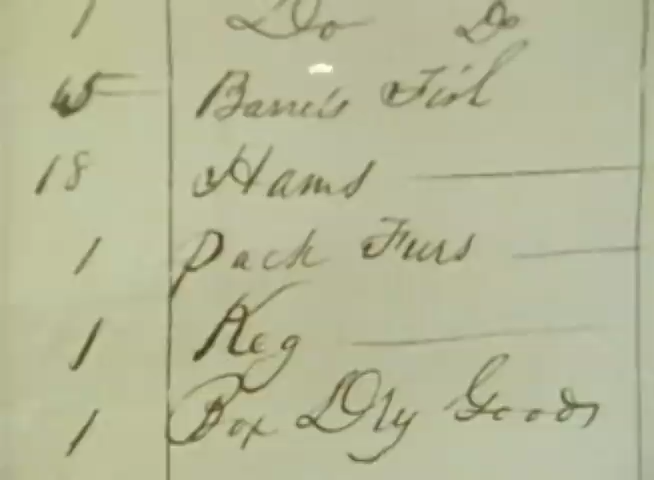 1 Do Do
45 Barrels Fish
18 Hams
1 Pack Furs
1 Keg
1 Box Dry Goods